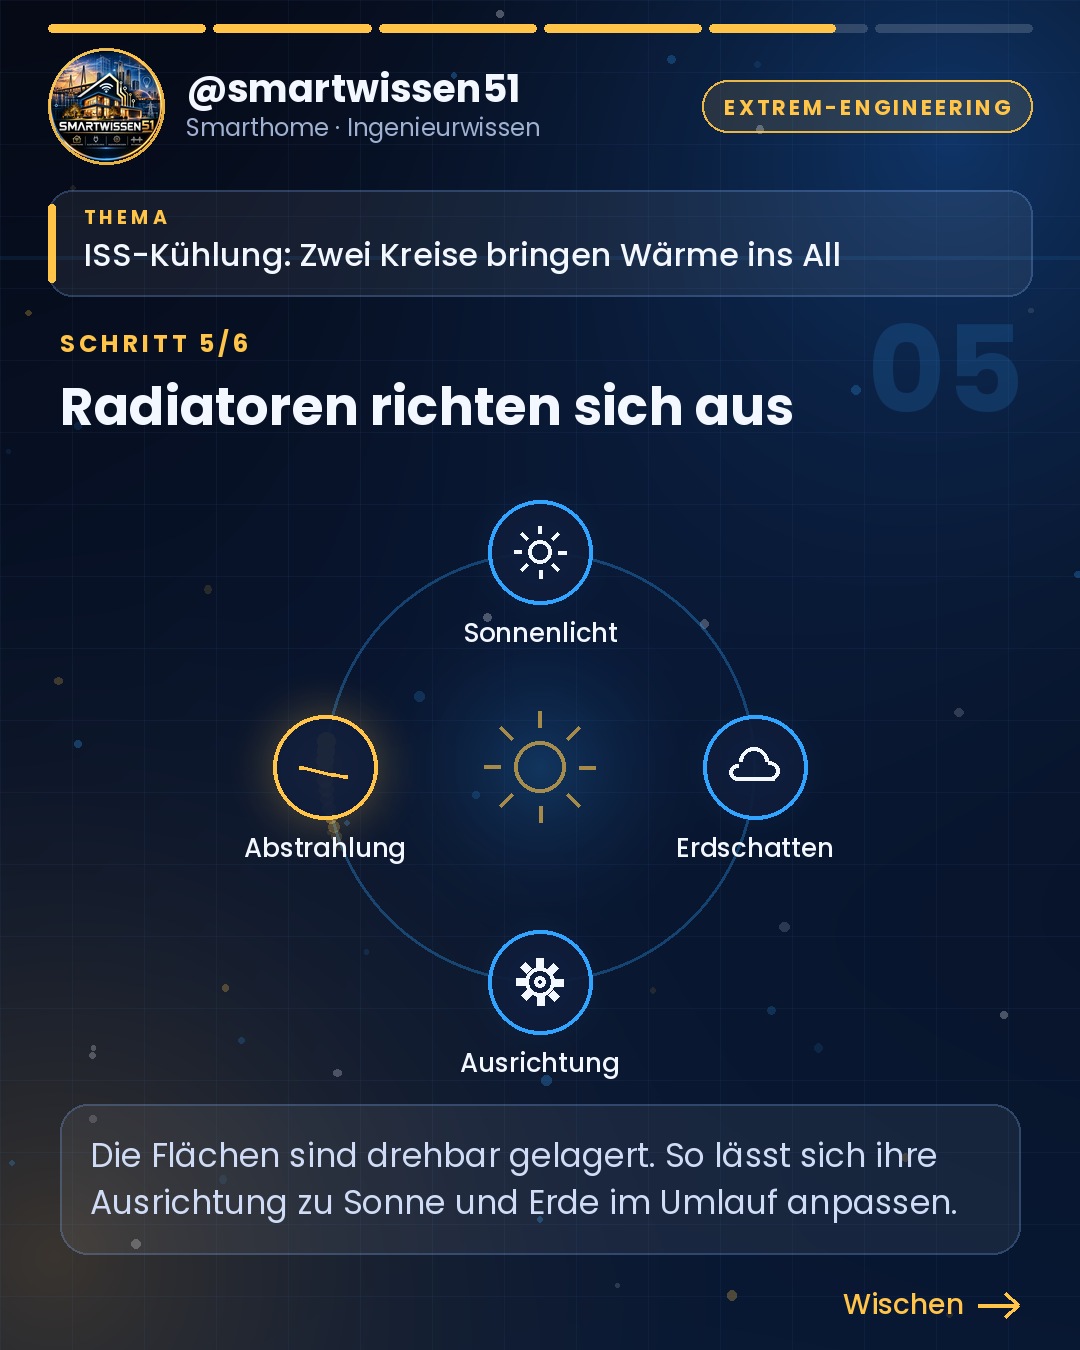 SMARTWISSEN51
@smartwissen51
Smarthome · Ingenieurwissen
EXTREM-ENGINEERING
THEMA
ISS-Kühlung: Zwei Kreise bringen Wärme ins All
SCHRITT 5/6
05
Radiatoren richten sich aus
Sonnenlicht
Abstrahlung
Erdschatten
Ausrichtung
Die Flächen sind drehbar gelagert. So lässt sich ihre
Ausrichtung zu Sonne und Erde im Umlauf anpassen.
Wischen